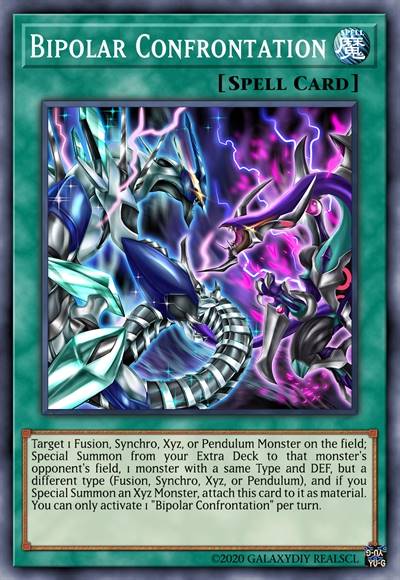 BIPOLAR CONFRONTATION
SPELL
魔
[SPELL CARD]
Target 1 Fusion, Synchro, Xyz, or Pendulum Monster on the field;
Special Summon from your Extra Deck to that monster's
opponent's field, 1 monster with a same Type and DEF, but a
different type (Fusion, Synchro, Xyz, or Pendulum), and if you
Special Summon an Xyz Monster, attach this card to it as material.
You can only activate 1 "Bipolar Confrontation" per turn.
©2020 GALAXYDIY REALSCL
YU-G